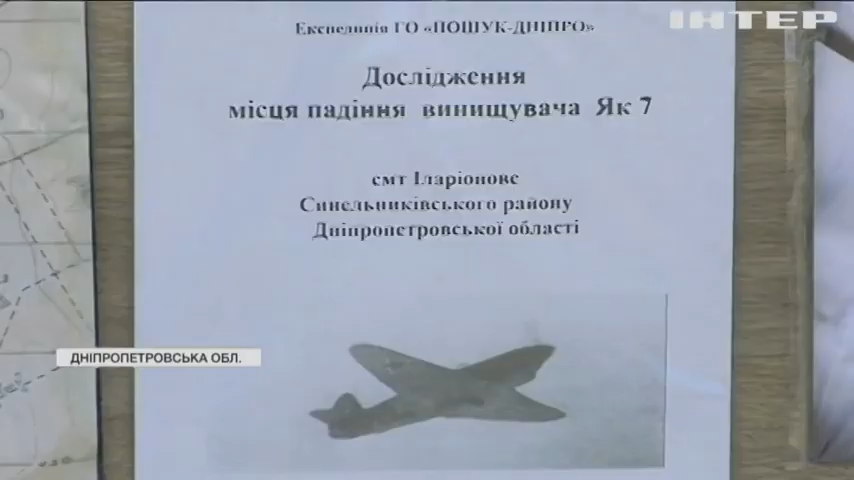 ІНТЕР
Експедиція ГО «ПОШУК-ДНІПРО»
Дослідження
місця падіння винищувача Як 7
смт Іларіонове
Синельниківського району
Дніпропетровської області
ДНІПРОПЕТРОВСЬКА ОБЛ.